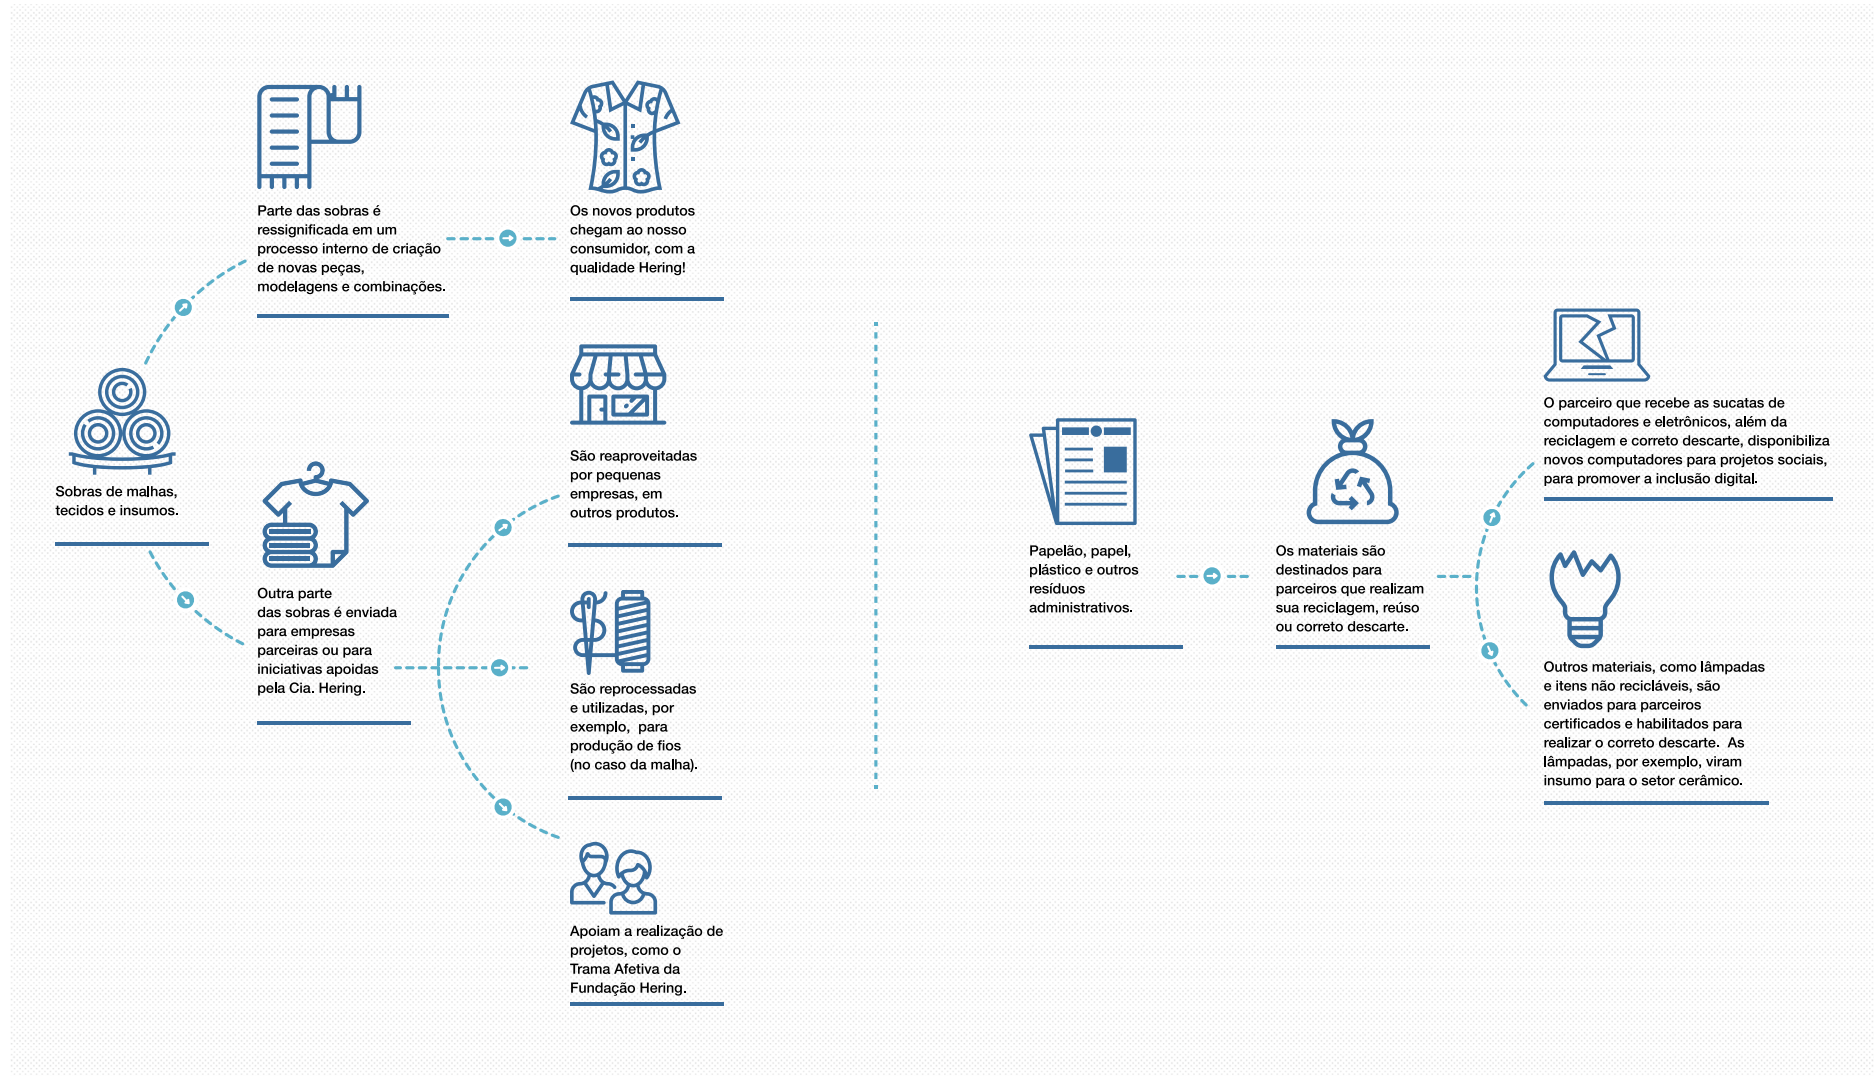 Sobras de malhas,
tecidos e insumos.
Parte das sobras é
ressignificada em um
processo interno de criação
de novas peças,
modelagens e combinações.
Os novos produtos
chegam ao nosso
consumidor, com a
qualidade Hering!
Outra parte
das sobras é enviada
para empresas
parceiras ou para
iniciativas apoidas
pela Cia. Hering.
São reaproveitadas
por pequenas
empresas, em
outros produtos.
São reprocessadas
e utilizadas, por
exemplo,  para
produção de fios
(no caso da malha).
Apoiam a realização de
projetos, como o
Trama Afetiva da
Fundação Hering.
Papelão, papel,
plástico e outros
resíduos
administrativos.
Os materiais são
destinados para
parceiros que realizam
sua reciclagem, reúso
ou correto descarte.
O parceiro que recebe as sucatas de
computadores e eletrônicos, além da
reciclagem e correto descarte, disponibiliza
novos computadores para projetos sociais,
para promover a inclusão digital.
Outros materiais, como lâmpadas
e itens não recicláveis, são
enviados para parceiros
certificados e habilitados para
realizar o correto descarte.  As
lâmpadas, por exemplo, viram
insumo para o setor cerâmico.